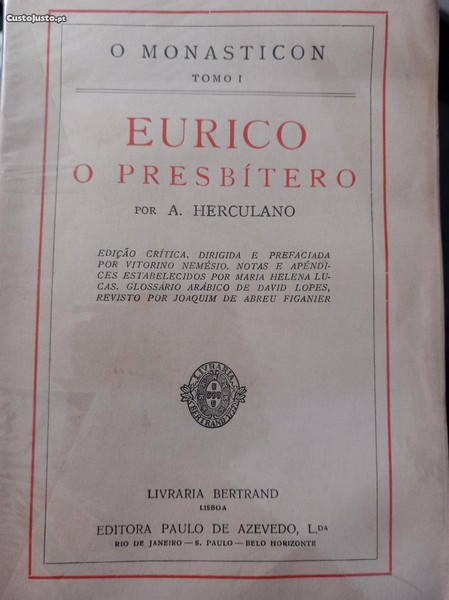 CustoJusto.pt
O MONASTICON
TOMO I
EURICO
O PRESBÍTERO
POR A. HERCULANO
EDIÇÃO CRÍTICA, DIRIGIDA E PREFACIADA
POR VITORINO NEMÉSIO. NOTAS E APÊNDI-
CES ESTABELECIDOS POR MARIA HELENA LU-
CAS. GLOSSÁRIO ARÁBICO DE DAVID LOPES,
REVISTO POR JOAQUIM DE ABREU FIGANIER
LIVRARIA
BERTRAND
LIVRARIA BERTRAND
LISBOA
EDITORA PAULO DE AZEVEDO, L.DA
RIO DE JANEIRO — S. PAULO — BELO HORIZONTE